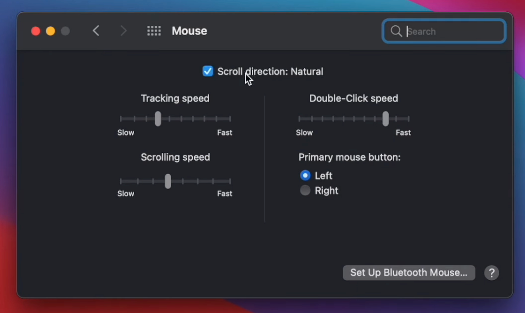 Mouse
Search
Scroll direction: Natural
Tracking speed
Slow Fast
Scrolling speed
Slow Fast
Double-Click speed
Slow Fast
Primary mouse button:
Left
Right
Set Up Bluetooth Mouse...
?